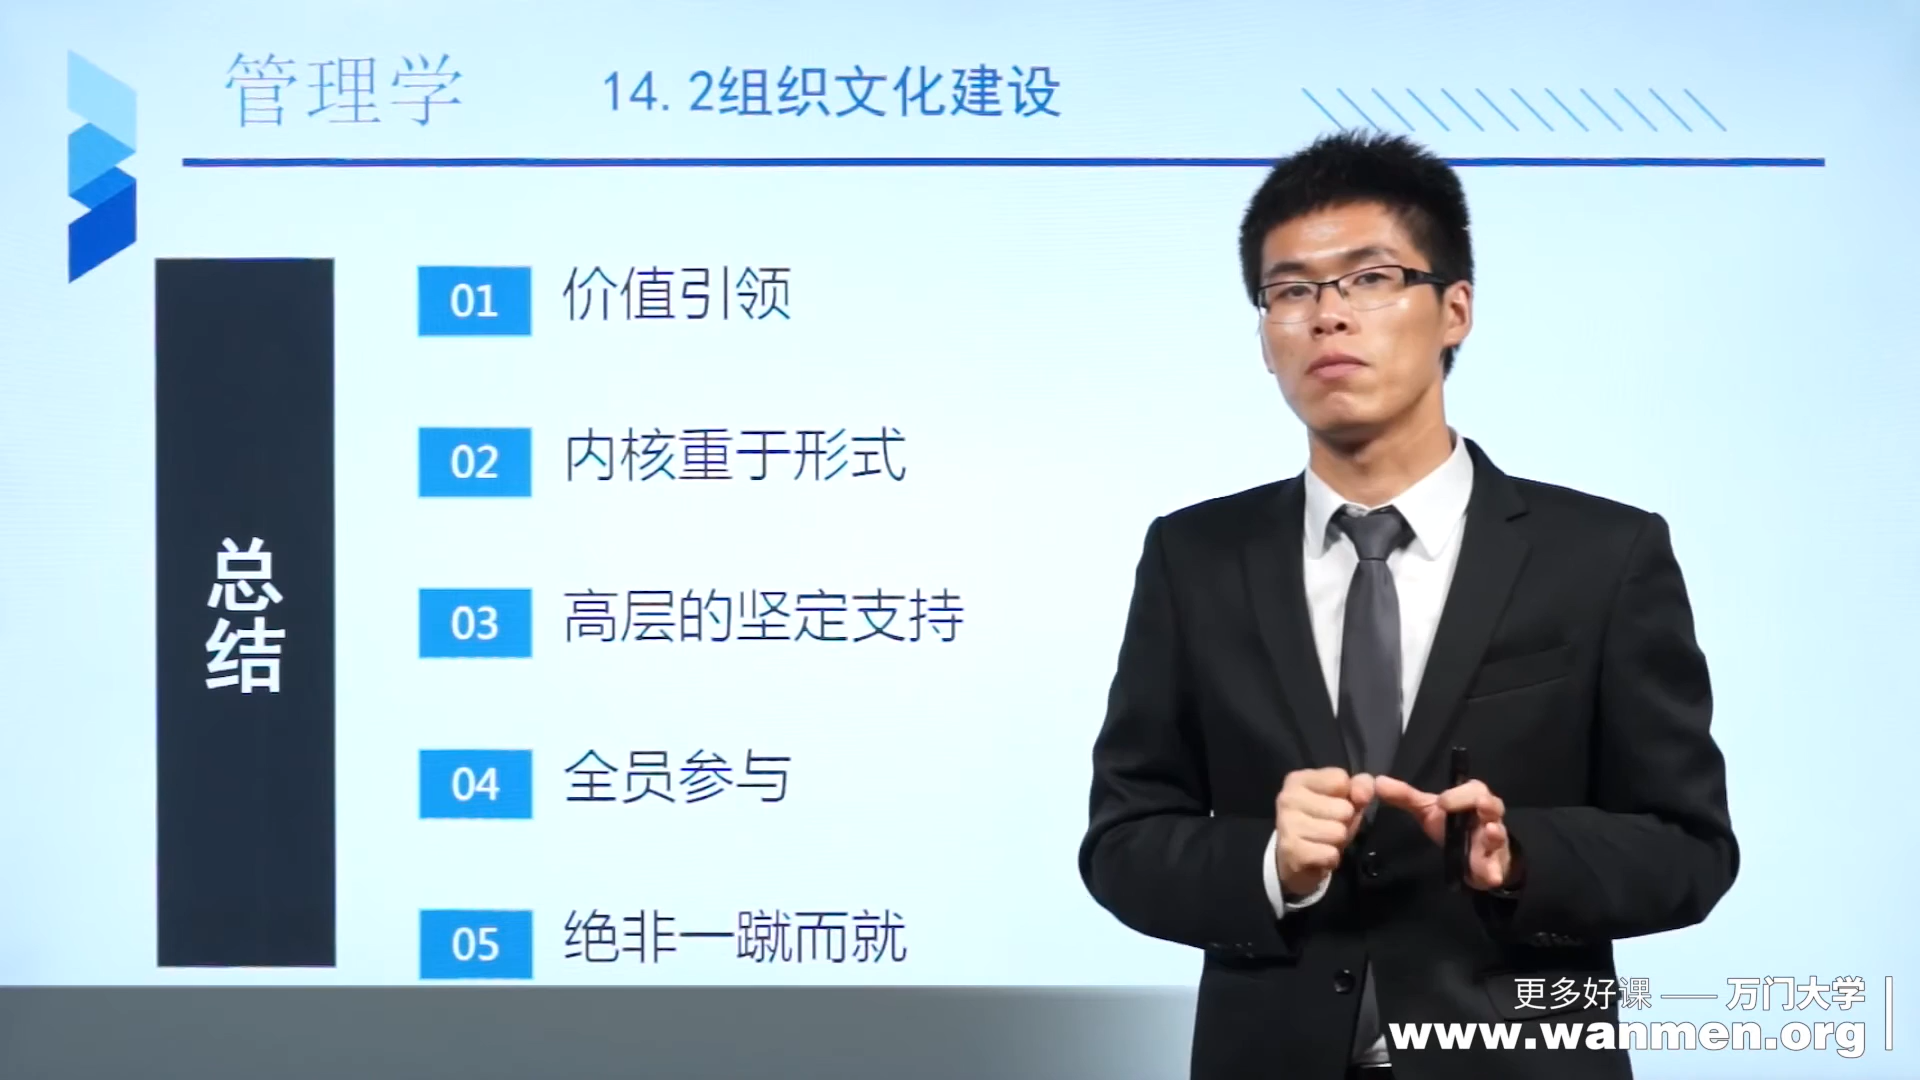 管理学
14.2组织文化建设
总结
01 价值引领
02 内核重于形式
03 高层的坚定支持
04 全员参与
05 绝非一蹴而就
更多好课 —— 万门大学
www.wanmen.org